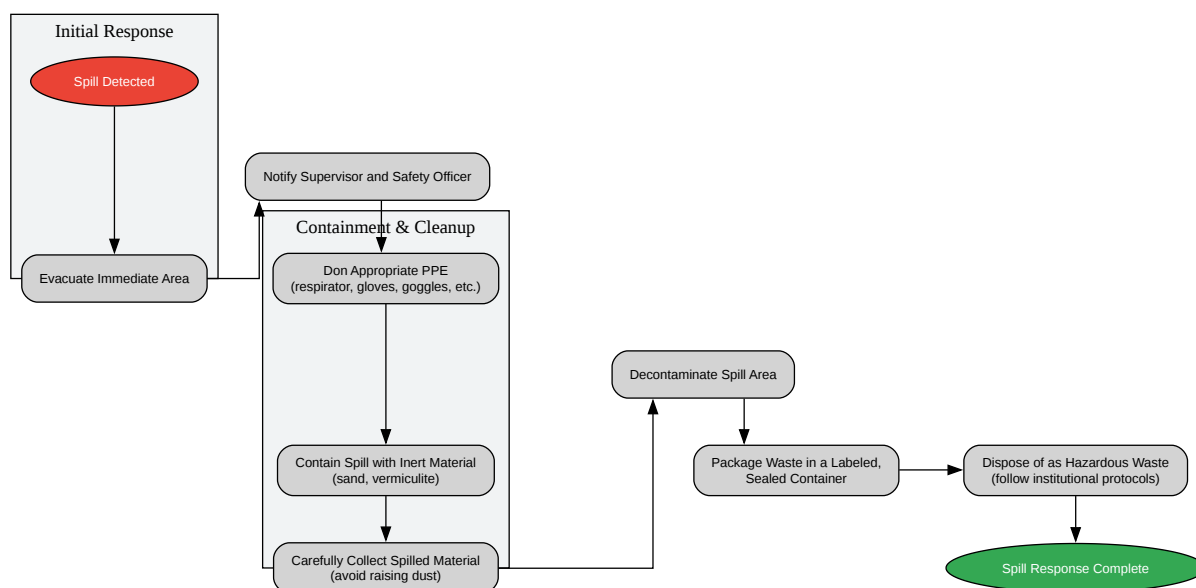 Initial Response
Spill Detected
Evacuate Immediate Area
Notify Supervisor and Safety Officer
Containment & Cleanup
Don Appropriate PPE
(respirator, gloves, goggles, etc.)
Contain Spill with Inert Material
(sand, vermiculite)
Carefully Collect Spilled Material
(avoid raising dust)
Decontaminate Spill Area
Package Waste in a Labeled,
Sealed Container
Dispose of as Hazardous Waste
(follow institutional protocols)
Spill Response Complete